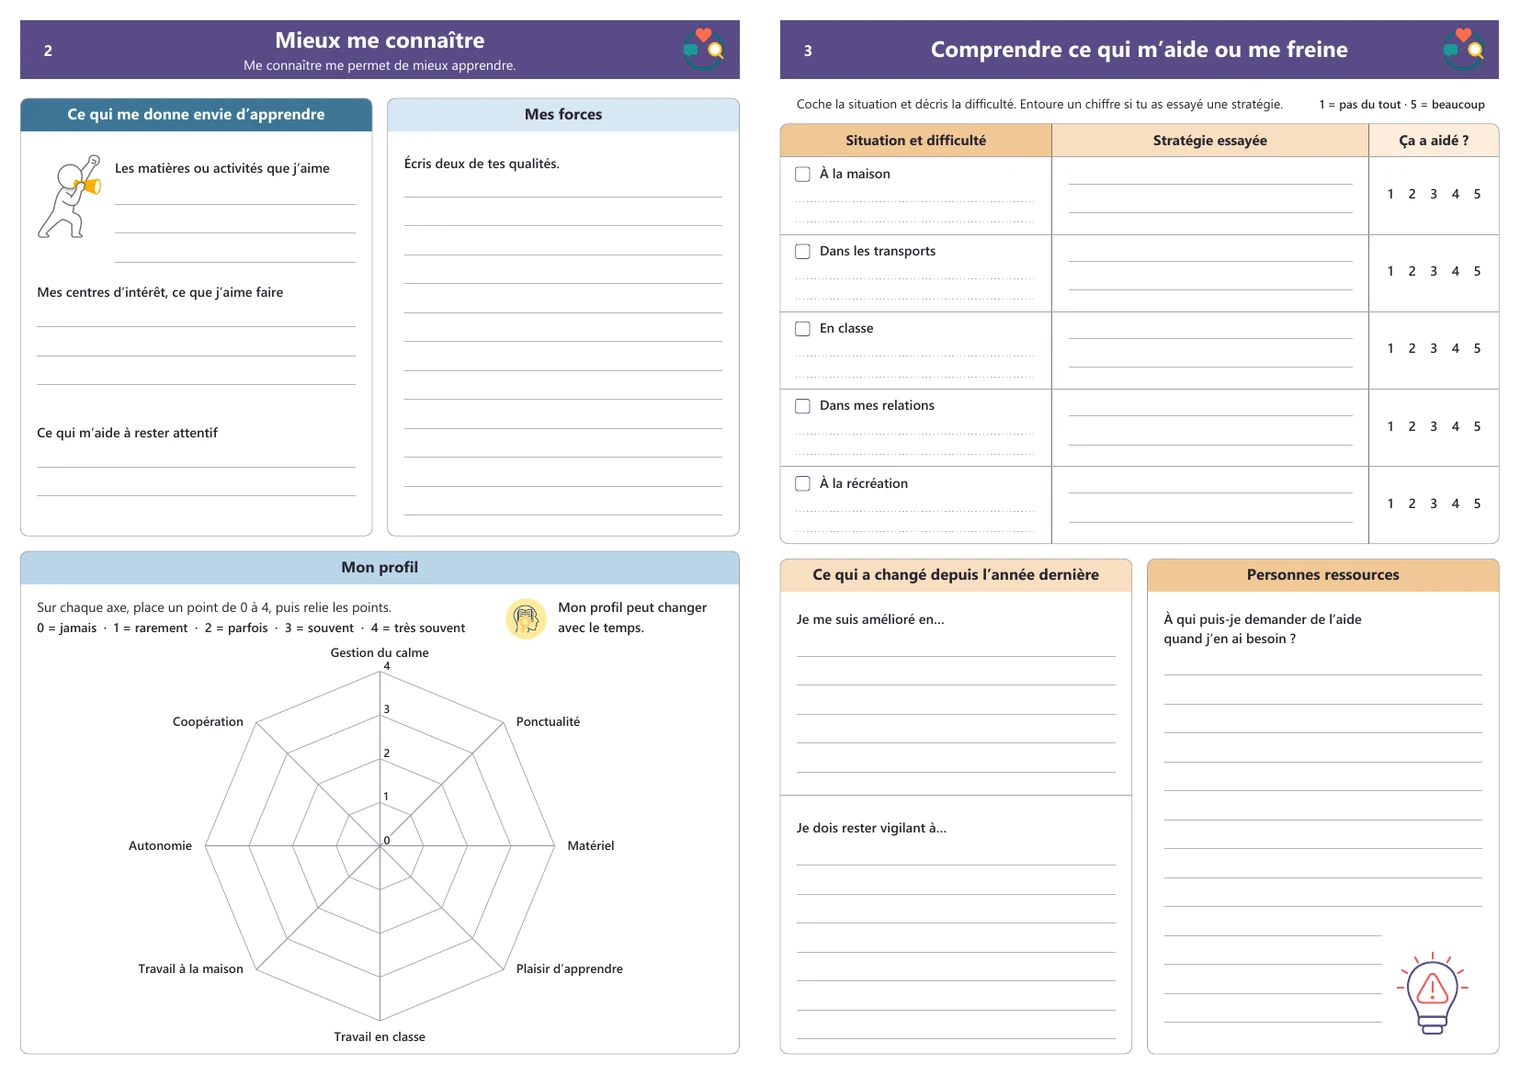 2
Mieux me connaître
Me connaître me permet de mieux apprendre.
Ce qui me donne envie d’apprendre
Les matières ou activités que j’aime
Mes centres d’intérêt, ce que j’aime faire
Ce qui m’aide à rester attentif
Mes forces
Écris deux de tes qualités.
Mon profil
Sur chaque axe, place un point de 0 à 4, puis relie les points.
0 = jamais · 1 = rarement · 2 = parfois · 3 = souvent · 4 = très souvent
Mon profil peut changer
avec le temps.
Gestion du calme
4
3
2
1
0
Coopération
Ponctualité
Autonomie
Matériel
Travail à la maison
Plaisir d’apprendre
Travail en classe
3
Comprendre ce qui m’aide ou me freine
Coche la situation et décris la difficulté. Entoure un chiffre si tu as essayé une stratégie.
1 = pas du tout · 5 = beaucoup
Situation et difficulté
Stratégie essayée
Ça a aidé ?
À la maison
1 2 3 4 5
Dans les transports
1 2 3 4 5
En classe
1 2 3 4 5
Dans mes relations
1 2 3 4 5
À la récréation
1 2 3 4 5
Ce qui a changé depuis l’année dernière
Je me suis amélioré en...
Je dois rester vigilant à...
Personnes ressources
À qui puis-je demander de l’aide
quand j’en ai besoin ?